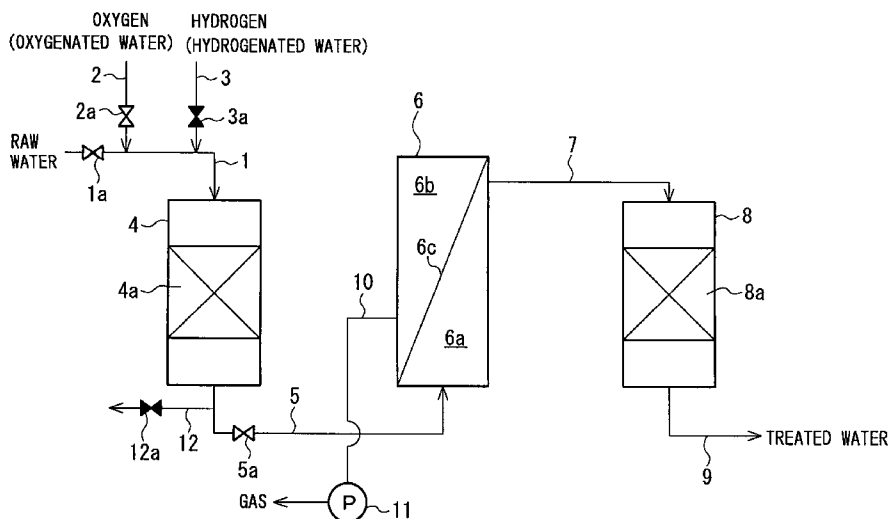 OXYGEN
(OXYGENATED WATER)
HYDROGEN
(HYDROGENATED WATER)
2
3
2a
3a
RAW
WATER
1a
1
6
7
4
6b
8
6c
4a
10
8a
6a
12
5
12a
5a
9
TREATED WATER
GAS
P
11